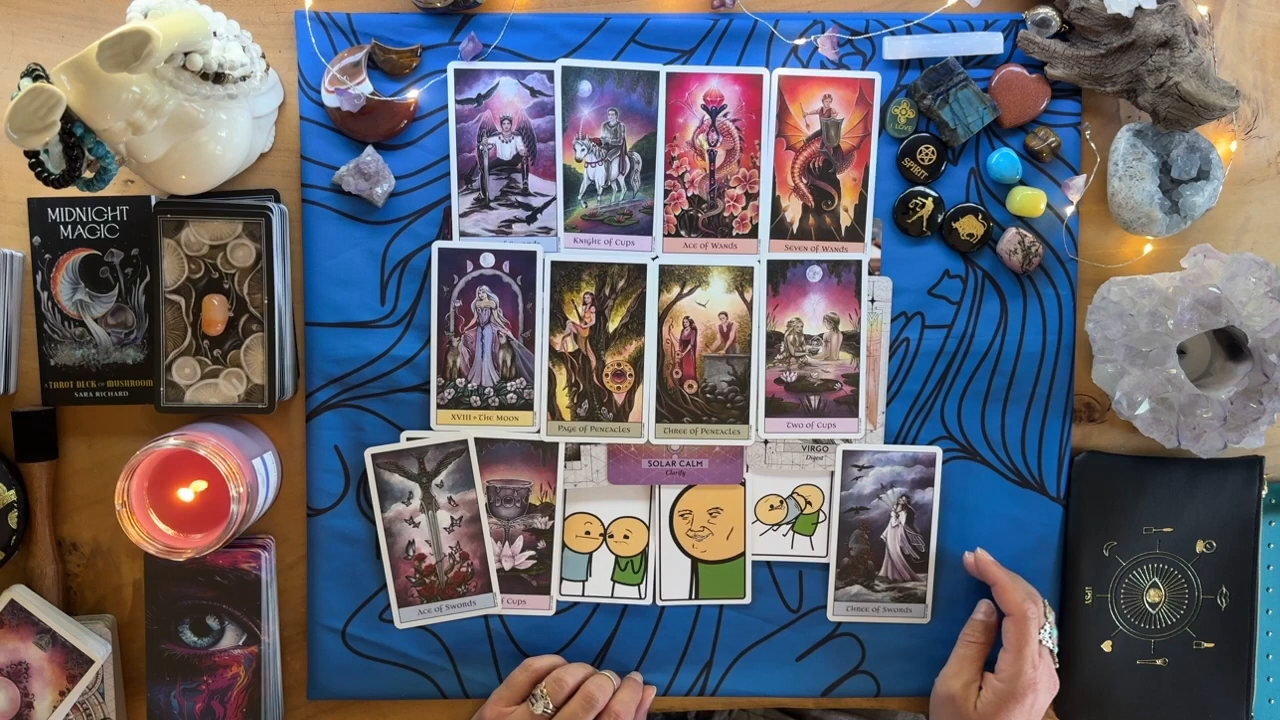 Knight of Cups
Ace of Wands
Seven of Wands
I LOVE
SPIRIT
MIDNIGHT
MAGIC
A TAROT DECK OF MUSHROOM
SARA RICHARD
XVIII • The Moon
Page of Pentacles
Three of Pentacles
Two of Cups
SOLAR CALM
Clarify
VIRGO
Digest
Ace of Swords
of Cups
Three of Swords